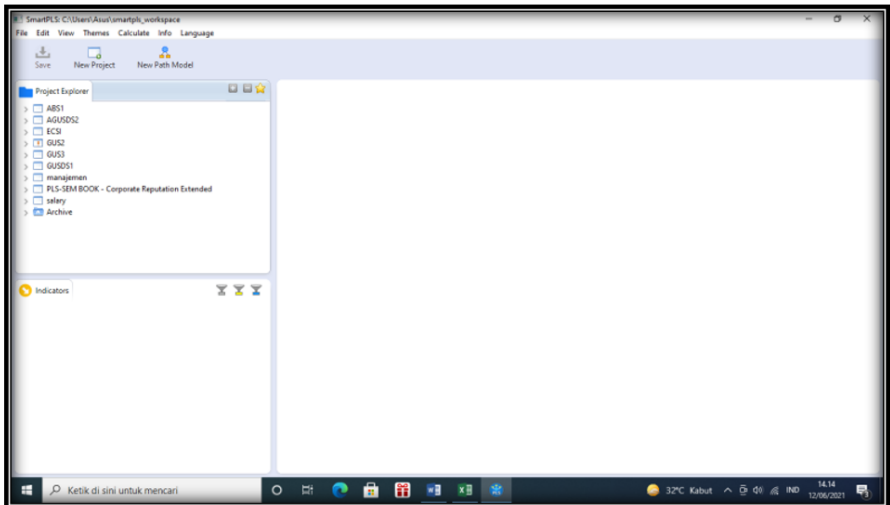 SmartPLS: C:\Users\Asus\smartpls_workspace
File Edit View Themes Calculate Info Language
Save New Project New Path Model
Project Explorer
ABS1
AGUSDS2
ECSI
GUS2
GUS3
GUSDS1
manajemen
PLS-SEM BOOK - Corporate Reputation Extended
salary
Archive
Indicators
Ketik di sini untuk mencari
32°C Kabut
IND
14.14
12/06/2021